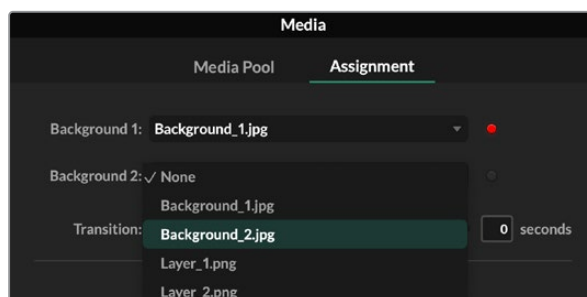 Media
Media Pool Assignment
Background 1: Background_1.jpg
Background 2: ✓ None
Background_1.jpg
Transition: Background_2.jpg 0 seconds
Layer_1.png
Layer_2.png